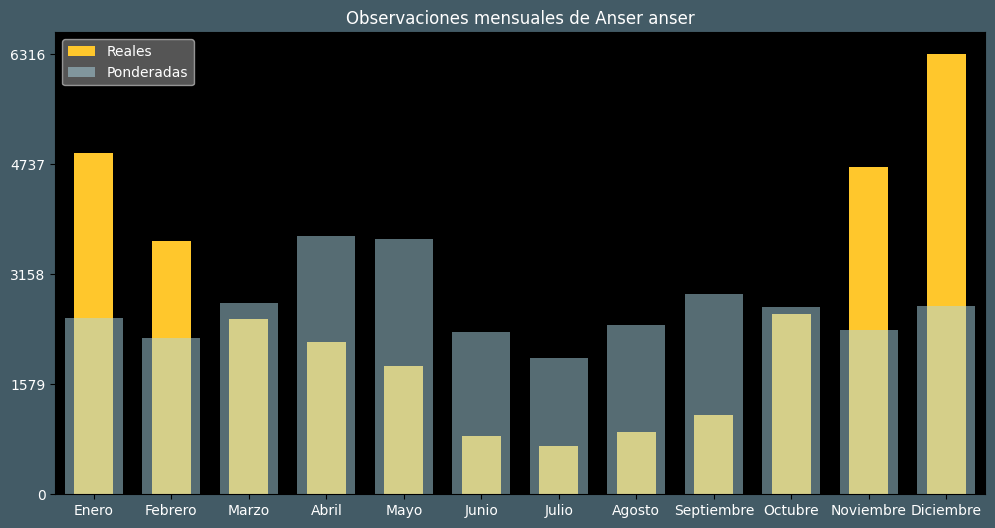 Observaciones mensuales de Anser anser
Reales
Ponderadas
6316
4737
3158
1579
0
Enero Febrero Marzo Abril Mayo Junio Julio Agosto Septiembre Octubre Noviembre Diciembre